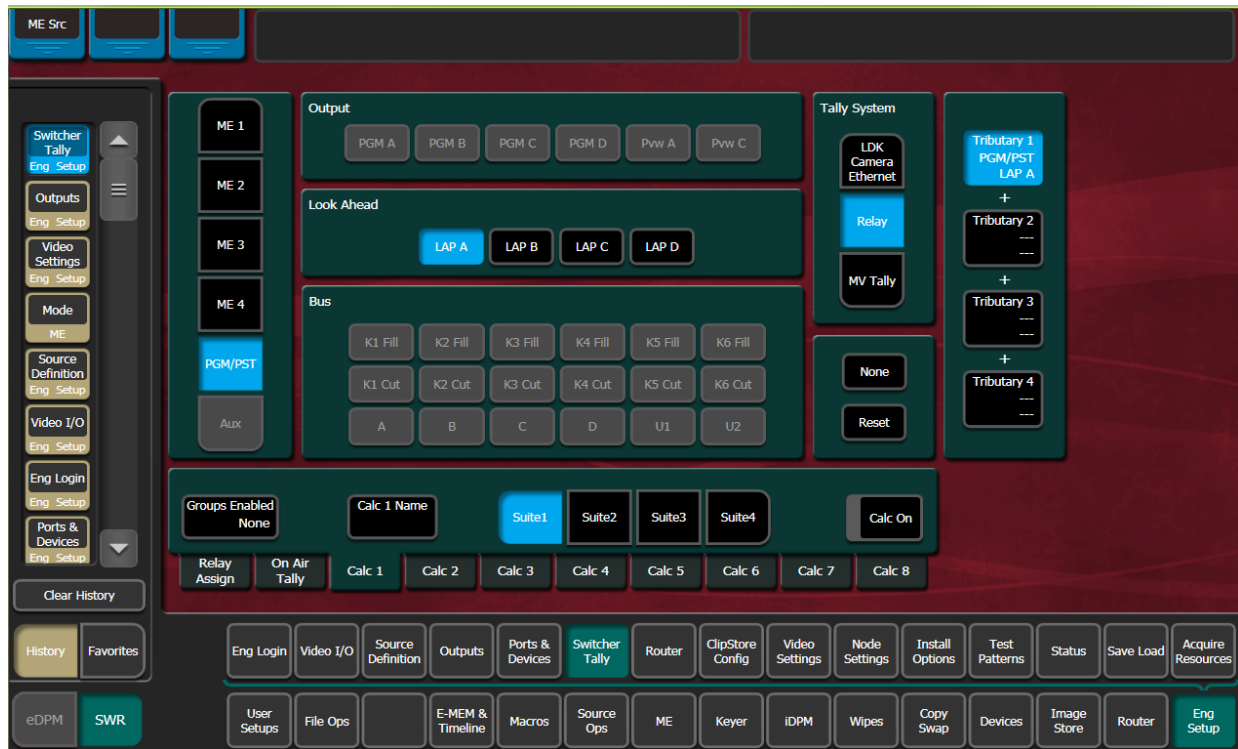 ME Src
Switcher
Tally
Eng Setup
Outputs
Eng Setup
Video
Settings
Eng Setup
Mode
ME
Source
Definition
Eng Setup
Video I/O
Eng Setup
Eng Login
Eng Setup
Ports &
Devices
Eng Setup
Clear History
History
Favorites
eDPM
SWR
ME 1
ME 2
ME 3
ME 4
PGM/PST
Aux
Output
PGM A
PGM B
PGM C
PGM D
Pvw A
Pvw C
Look Ahead
LAP A
LAP B
LAP C
LAP D
Bus
K1 Fill
K2 Fill
K3 Fill
K4 Fill
K5 Fill
K6 Fill
K1 Cut
K2 Cut
K3 Cut
K4 Cut
K5 Cut
K6 Cut
A
B
C
D
U1
U2
Tally System
LDK
Camera
Ethernet
Relay
MV Tally
None
Reset
Tributary 1
PGM/PST
LAP A
+
Tributary 2
---
---
+
Tributary 3
---
---
+
Tributary 4
---
---
Groups Enabled
None
Calc 1 Name
Suite1
Suite2
Suite3
Suite4
Calc On
Relay
Assign
On Air
Tally
Calc 1
Calc 2
Calc 3
Calc 4
Calc 5
Calc 6
Calc 7
Calc 8
Eng Login
Video I/O
Source
Definition
Outputs
Ports &
Devices
Switcher
Tally
Router
ClipStore
Config
Video
Settings
Node
Settings
Install
Options
Test
Patterns
Status
Save Load
Acquire
Resources
User
Setups
File Ops
E-MEM &
Timeline
Macros
Source
Ops
ME
Keyer
iDPM
Wipes
Copy
Swap
Devices
Image
Store
Router
Eng
Setup